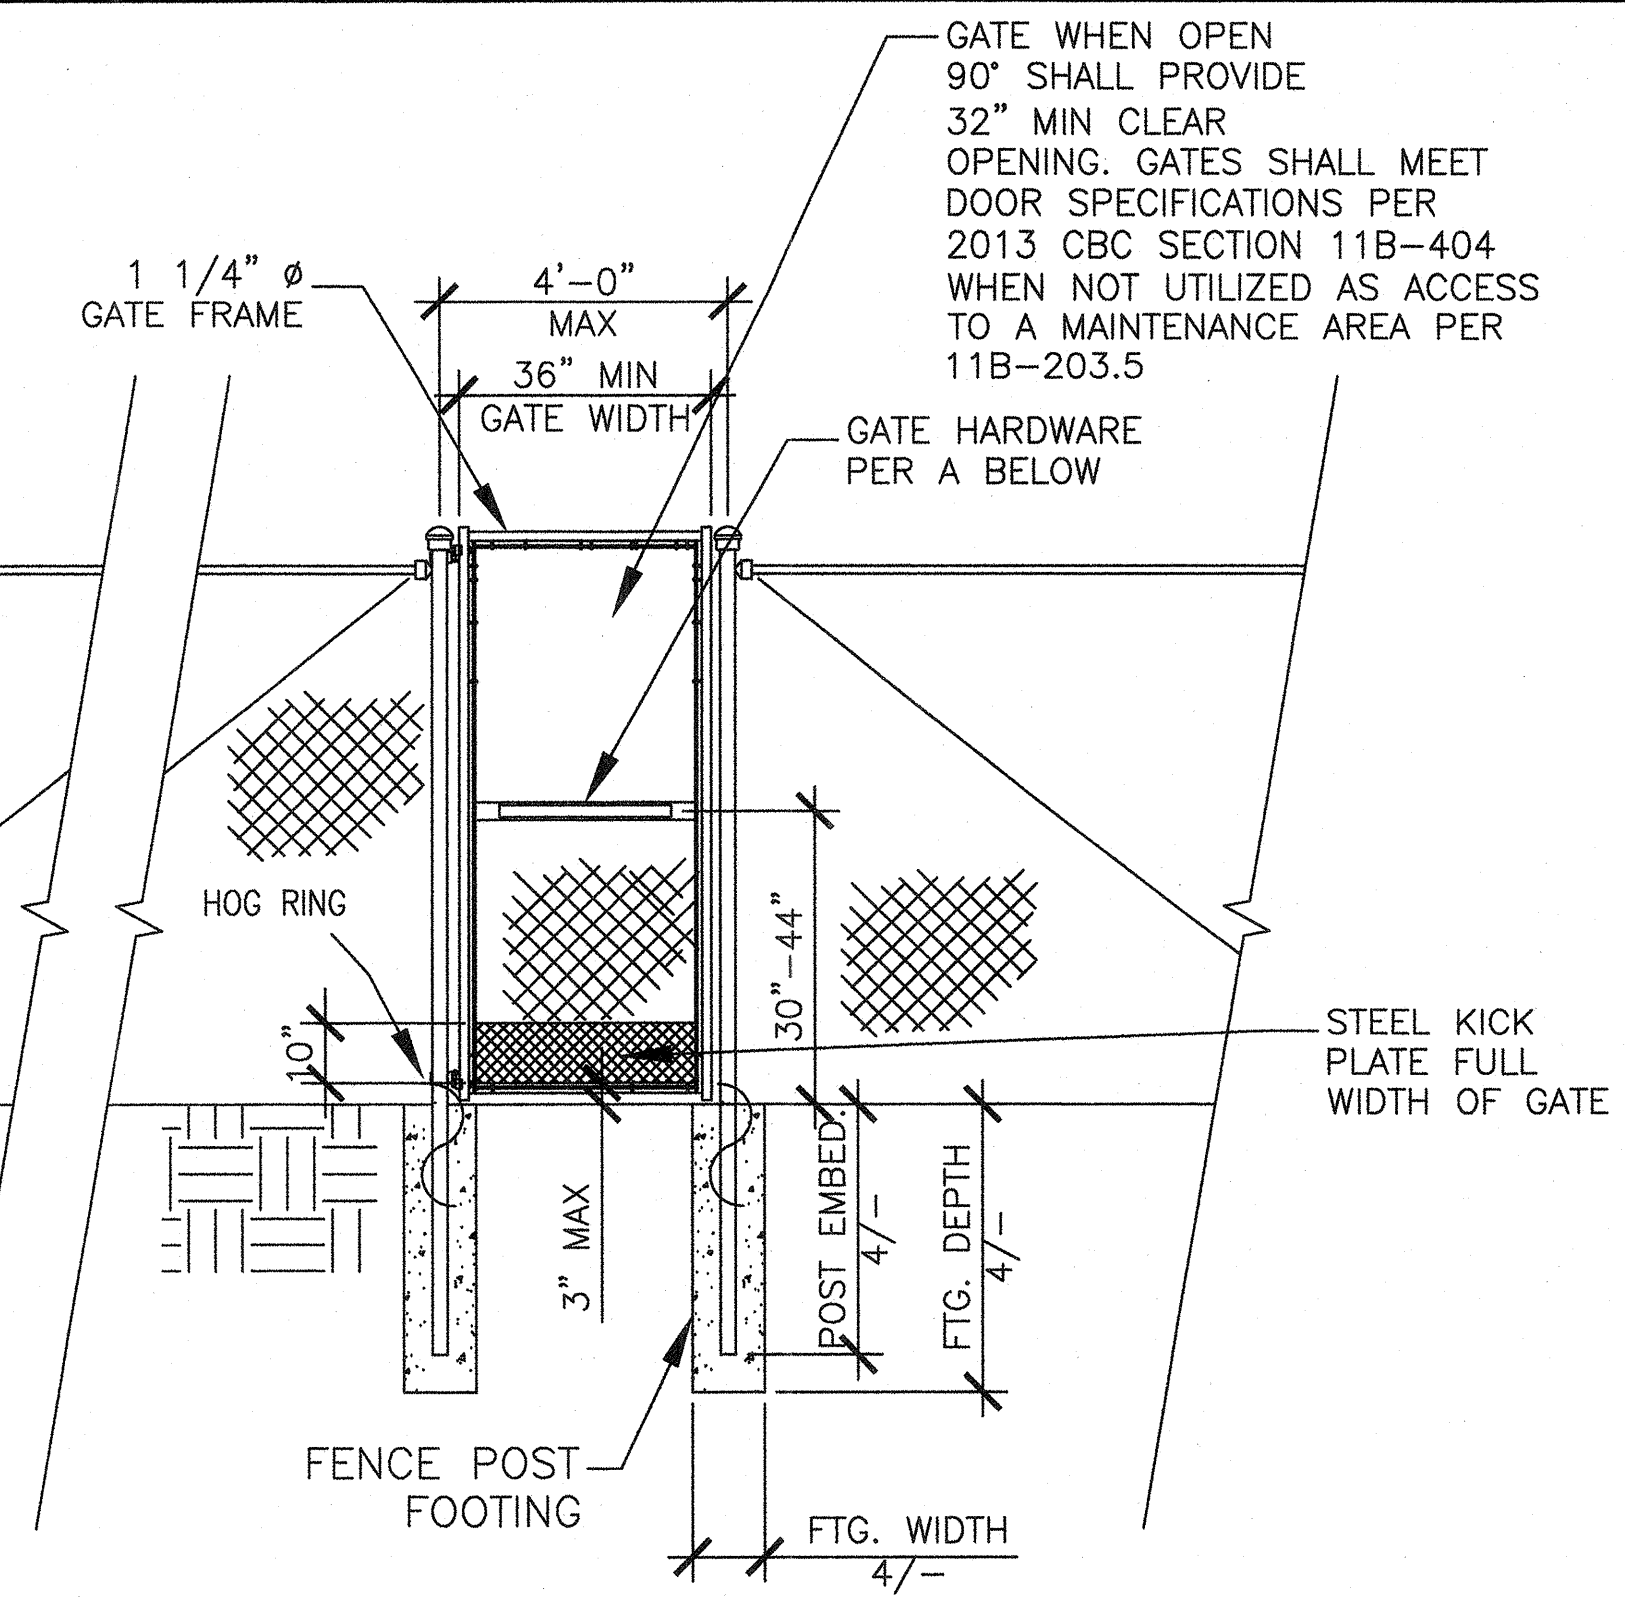 GATE WHEN OPEN
90° SHALL PROVIDE
32" MIN CLEAR
OPENING. GATES SHALL MEET
DOOR SPECIFICATIONS PER
2013 CBC SECTION 11B-404
WHEN NOT UTILIZED AS ACCESS
TO A MAINTENANCE AREA PER
11B-203.5
1 1/4" ø
GATE FRAME
4'-0"
MAX
36" MIN
GATE WIDTH
GATE HARDWARE
PER A BELOW
HOG RING
10"
30"-44"
STEEL KICK
PLATE FULL
WIDTH OF GATE
3" MAX
POST EMBED.
4/-
FTG. DEPTH
4/-
FENCE POST
FOOTING
FTG. WIDTH
4/-